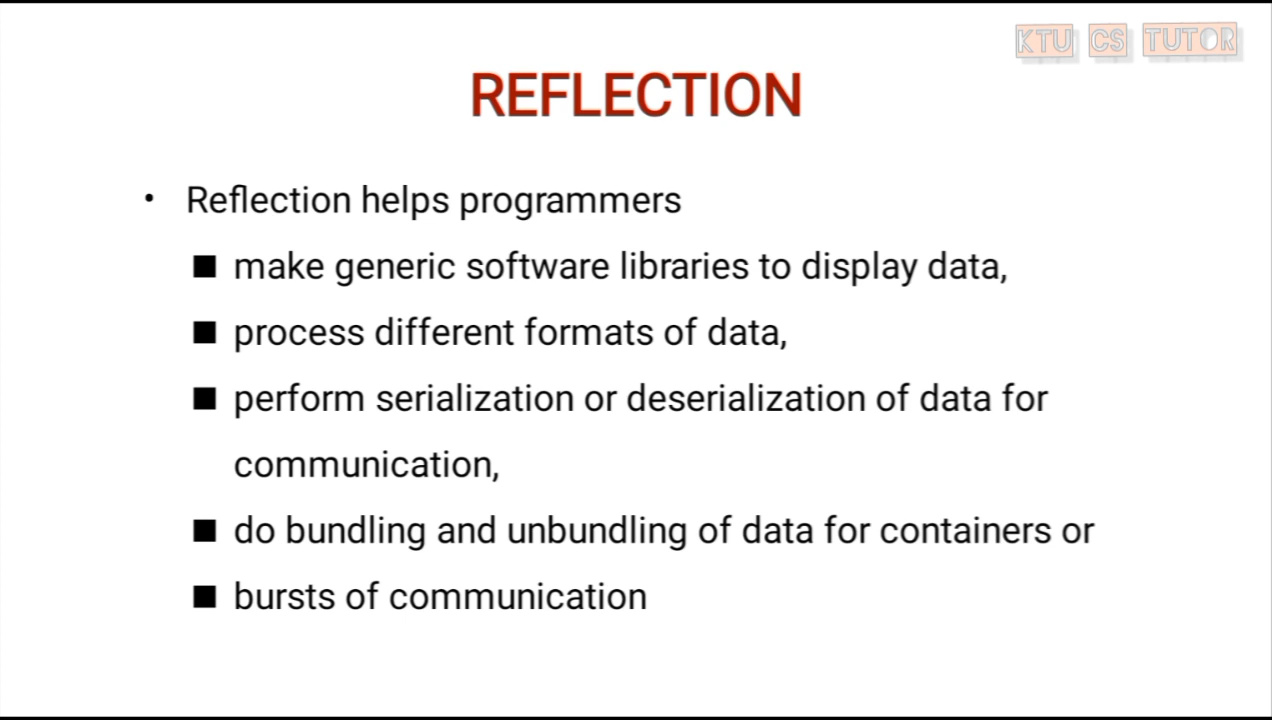 KTU CS TUTOR
REFLECTION
• Reflection helps programmers
■ make generic software libraries to display data,
■ process different formats of data,
■ perform serialization or deserialization of data for
communication,
■ do bundling and unbundling of data for containers or
■ bursts of communication